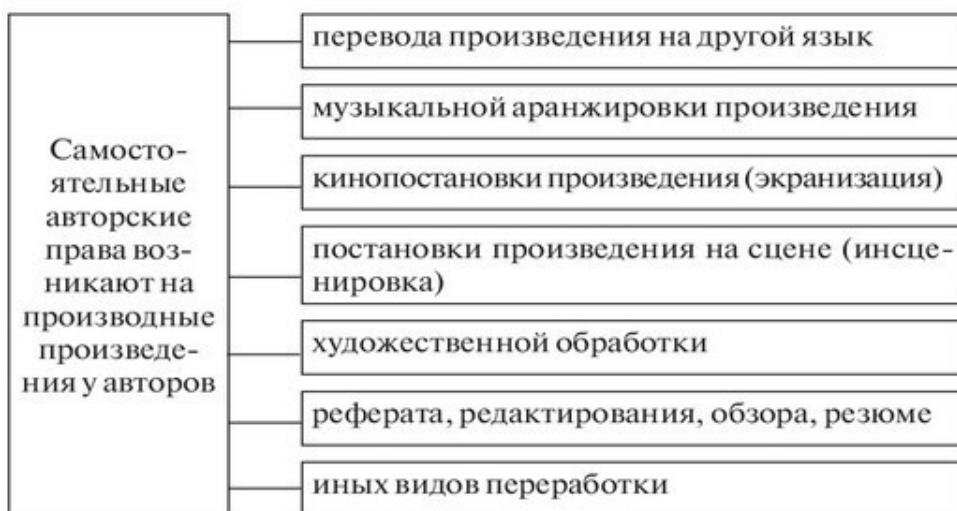 Самосто-
ятельные
авторские
права воз-
никают на
производные
произведе-
ния у авторов
перевода произведения на другой язык
музыкальной аранжировки произведения
кинопостановки произведения (экранизация)
постановки произведения на сцене (инсце-
нировка)
художественной обработки
реферата, редактирования, обзора, резюме
иных видов переработки